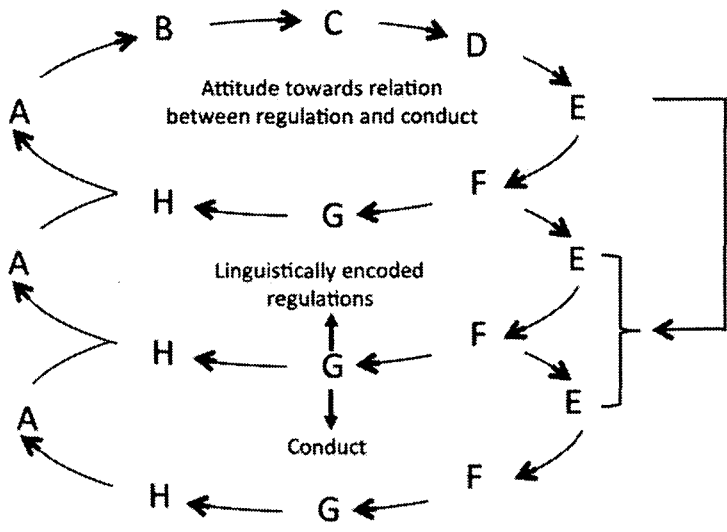 B
C
D
A
Attitude towards relation
between regulation and conduct
E
H
G
F
A
Linguistically encoded
regulations
E
H
G
F
A
Conduct
E
H
G
F